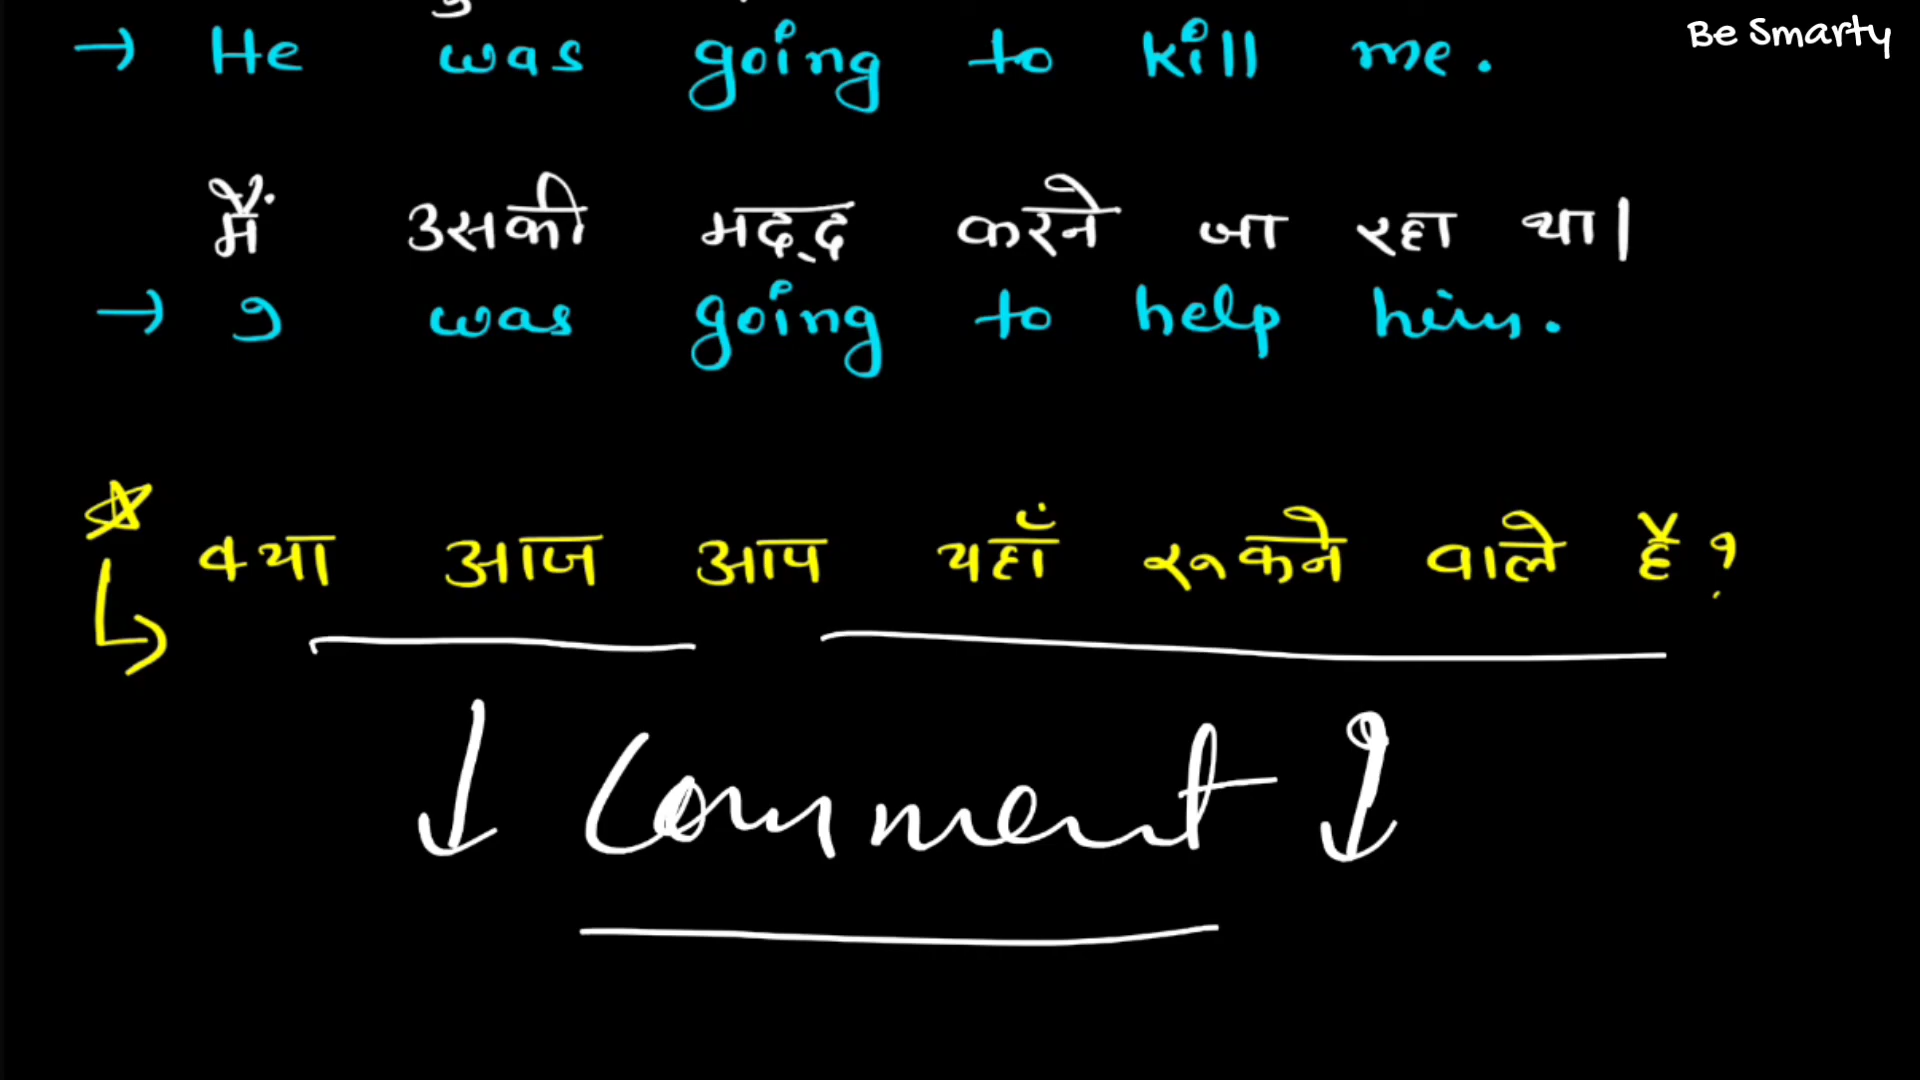 Be Smarty
→ He was going to kill me.
मैं उसकी मदद करने जा रहा था।
→ I was going to help him.
☆ क्या आज आप यहाँ रूकने वाले हैं?
↓ Comment ↓